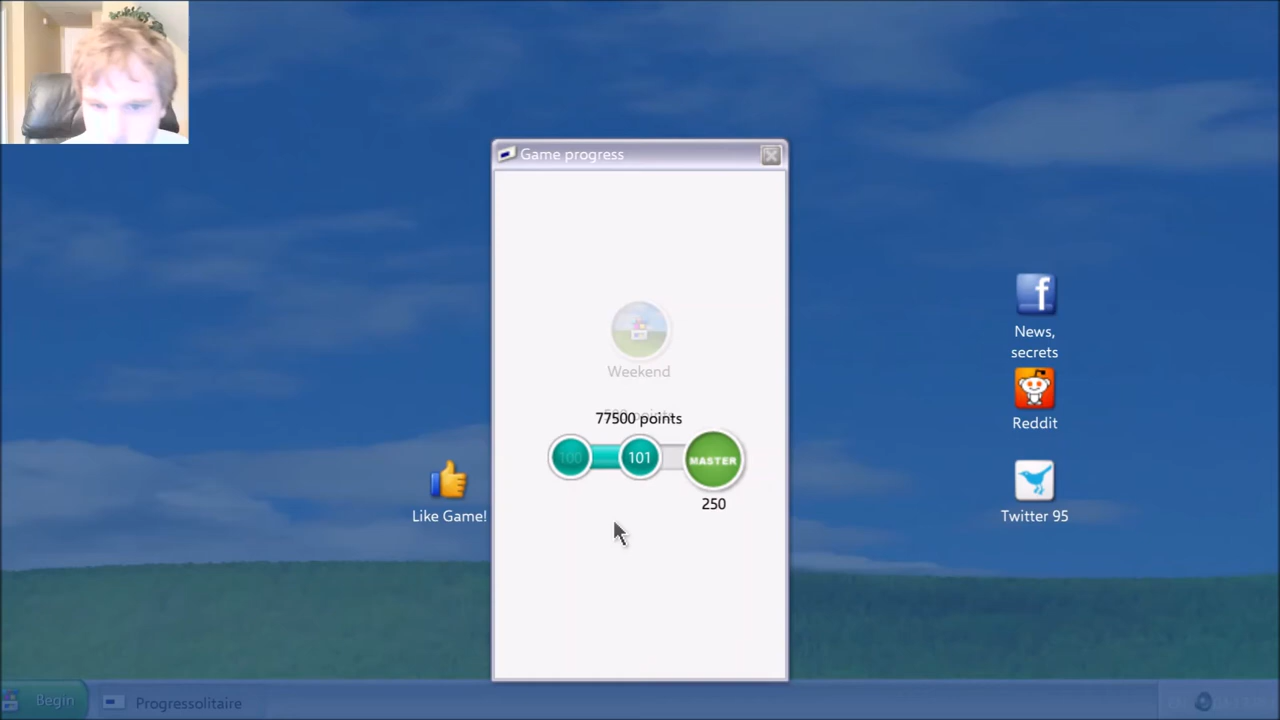 Game progress
Weekend
77500 points
100
101
MASTER
250
News,
secrets
Reddit
Like Game!
Twitter 95
Begin
Progressolitaire